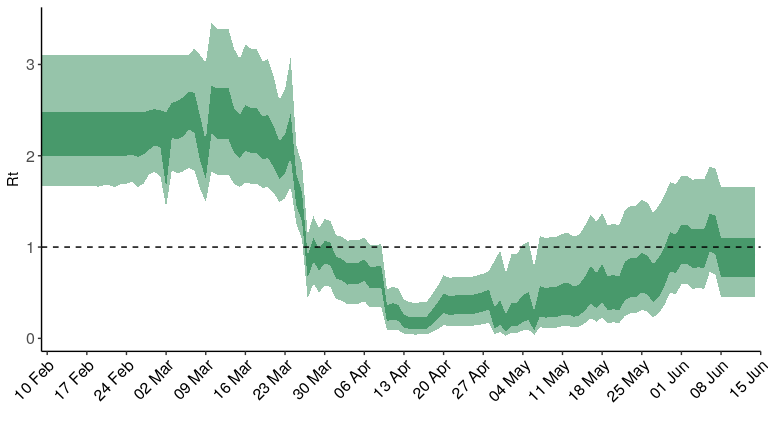 3
2
Rt
1
0
10 Feb
17 Feb
24 Feb
02 Mar
09 Mar
16 Mar
23 Mar
30 Mar
06 Apr
13 Apr
20 Apr
27 Apr
04 May
11 May
18 May
25 May
01 Jun
08 Jun
15 Jun